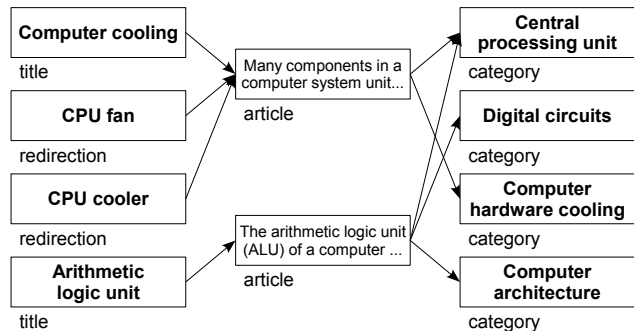 Computer cooling
title
CPU fan
redirection
CPU cooler
redirection
Arithmetic
logic unit
title
Many components in a
computer system unit...
article
The arithmetic logic unit
(ALU) of a computer ...
article
Central
processing unit
category
Digital circuits
category
Computer
hardware cooling
category
Computer
architecture
category